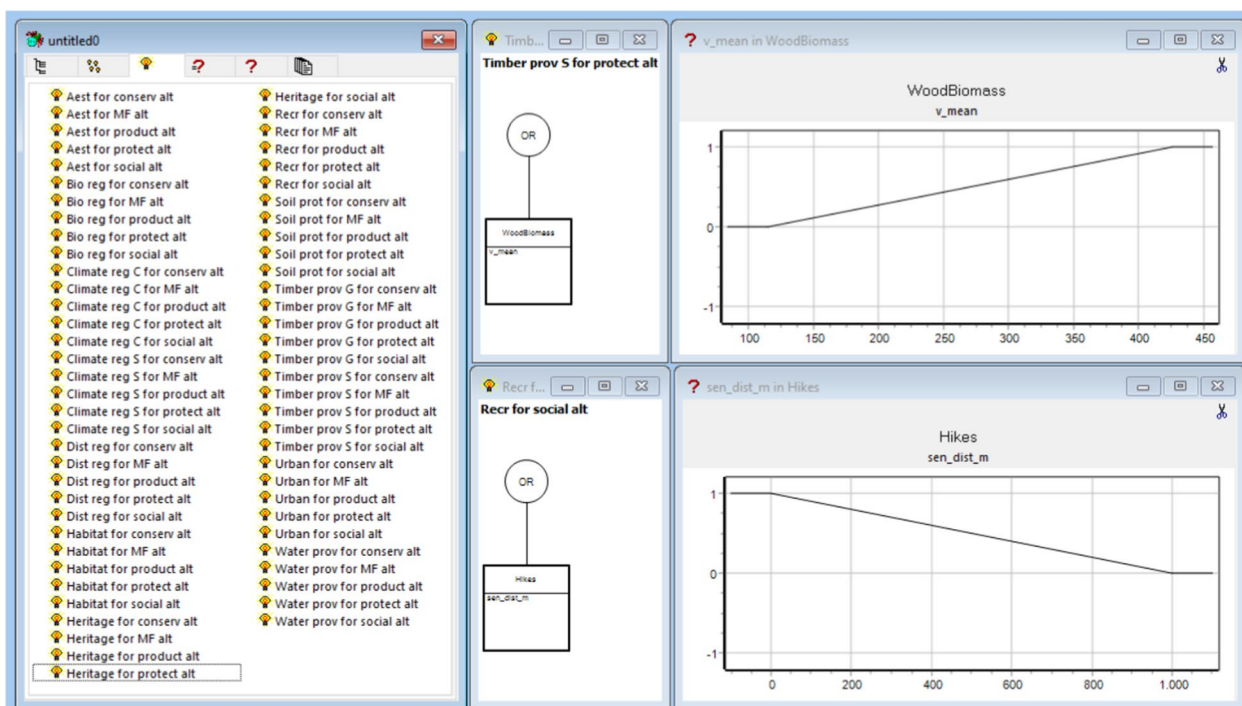 untitled0
Aest for conserv alt
Aest for MF alt
Aest for product alt
Aest for protect alt
Aest for social alt
Bio reg for conserv alt
Bio reg for MF alt
Bio reg for product alt
Bio reg for protect alt
Bio reg for social alt
Climate reg C for conserv alt
Climate reg C for MF alt
Climate reg C for product alt
Climate reg C for protect alt
Climate reg C for social alt
Climate reg S for conserv alt
Climate reg S for MF alt
Climate reg S for product alt
Climate reg S for protect alt
Climate reg S for social alt
Dist reg for conserv alt
Dist reg for MF alt
Dist reg for product alt
Dist reg for protect alt
Dist reg for social alt
Habitat for conserv alt
Habitat for MF alt
Habitat for product alt
Habitat for protect alt
Habitat for social alt
Heritage for conserv alt
Heritage for MF alt
Heritage for product alt
Heritage for protect alt
Heritage for social alt
Recr for conserv alt
Recr for MF alt
Recr for product alt
Recr for protect alt
Recr for social alt
Soil prot for conserv alt
Soil prot for MF alt
Soil prot for product alt
Soil prot for protect alt
Soil prot for social alt
Timber prov G for conserv alt
Timber prov G for MF alt
Timber prov G for product alt
Timber prov G for protect alt
Timber prov G for social alt
Timber prov S for conserv alt
Timber prov S for MF alt
Timber prov S for product alt
Timber prov S for protect alt
Timber prov S for social alt
Urban for conserv alt
Urban for MF alt
Urban for product alt
Urban for protect alt
Urban for social alt
Water prov for conserv alt
Water prov for MF alt
Water prov for product alt
Water prov for protect alt
Water prov for social alt
Timb...
Timber prov S for protect alt
OR
WoodBiomass
v_mean
? v_mean in WoodBiomass
WoodBiomass
v_mean
1
0
-1
100 150 200 250 300 350 400 450
Recr f...
Recr for social alt
OR
Hikes
sen_dist_m
? sen_dist_m in Hikes
Hikes
sen_dist_m
1
0
-1
0 200 400 600 800 1.000